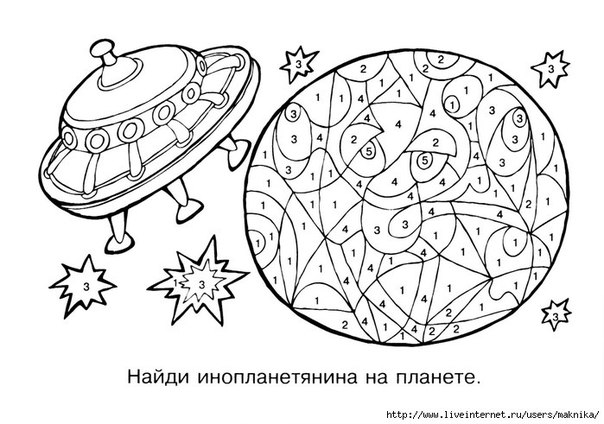 Найди инопланетянина на планете.
http://www.liveinternet.ru/users/maknika/